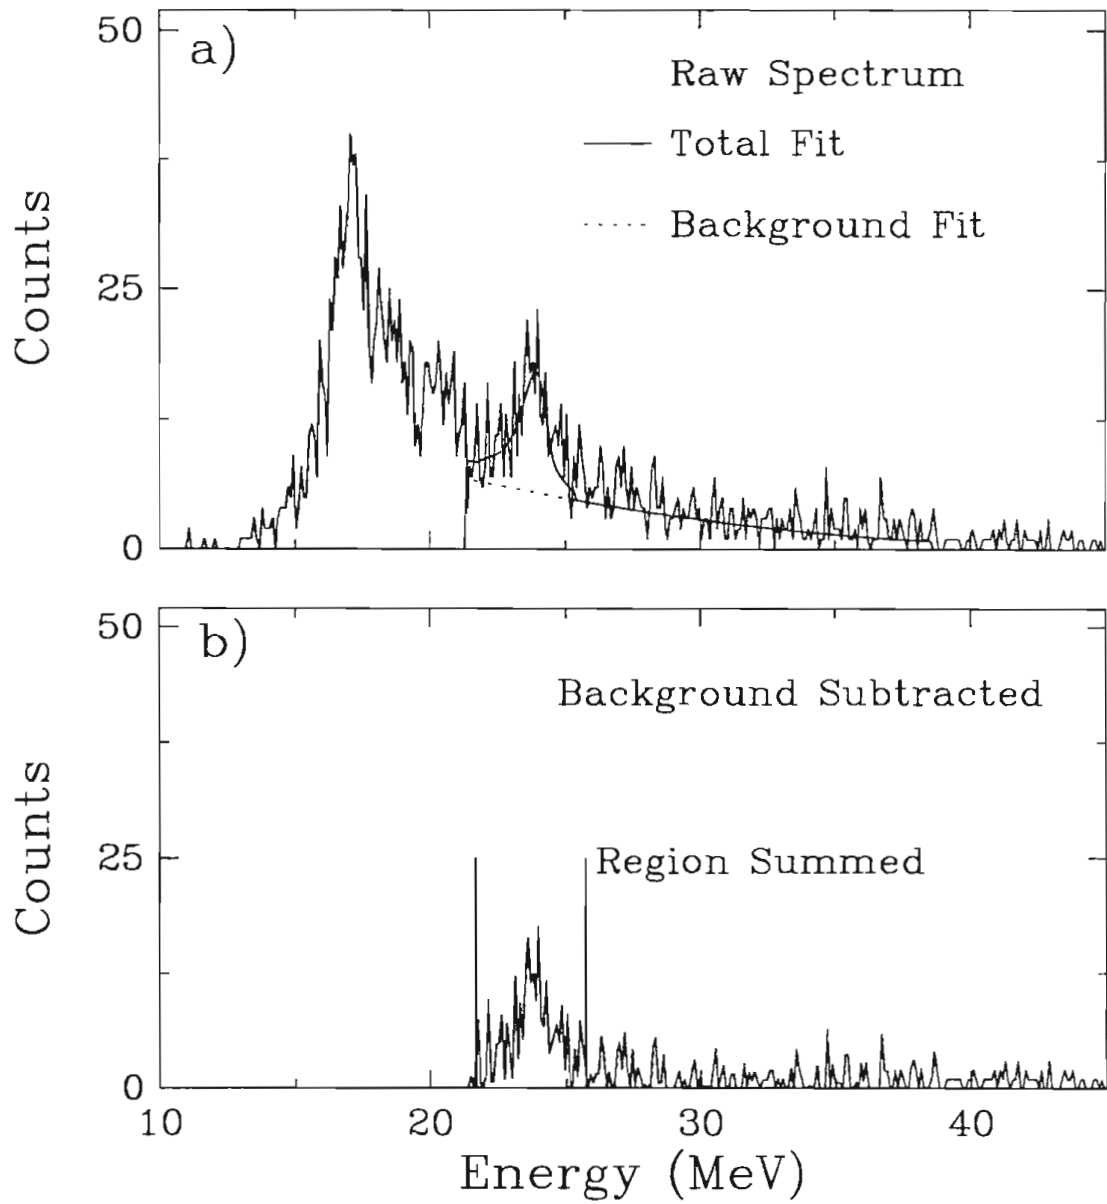 50
a)
Raw Spectrum
Total Fit
Background Fit
25
0
Counts
50
b)
Background Subtracted
25
Region Summed
0
Counts
10
20
30
40
Energy (MeV)